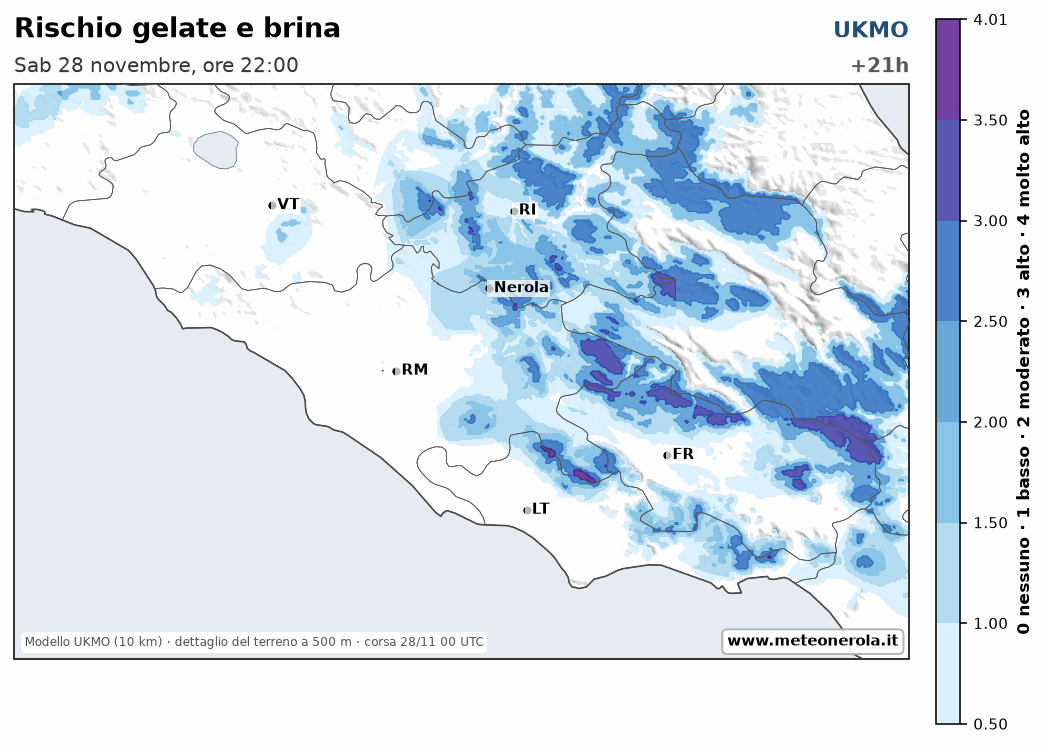 Rischio gelate e brina
UKMO
Sab 28 novembre, ore 22:00
+21h
VT
RI
Nerola
RM
FR
LT
Modello UKMO (10 km) · dettaglio del terreno a 500 m · corsa 28/11 00 UTC
www.meteonerola.it
4.01
3.50
3.00
2.50
2.00
1.50
1.00
0.50
0 nessuno · 1 basso · 2 moderato · 3 alto · 4 molto alto